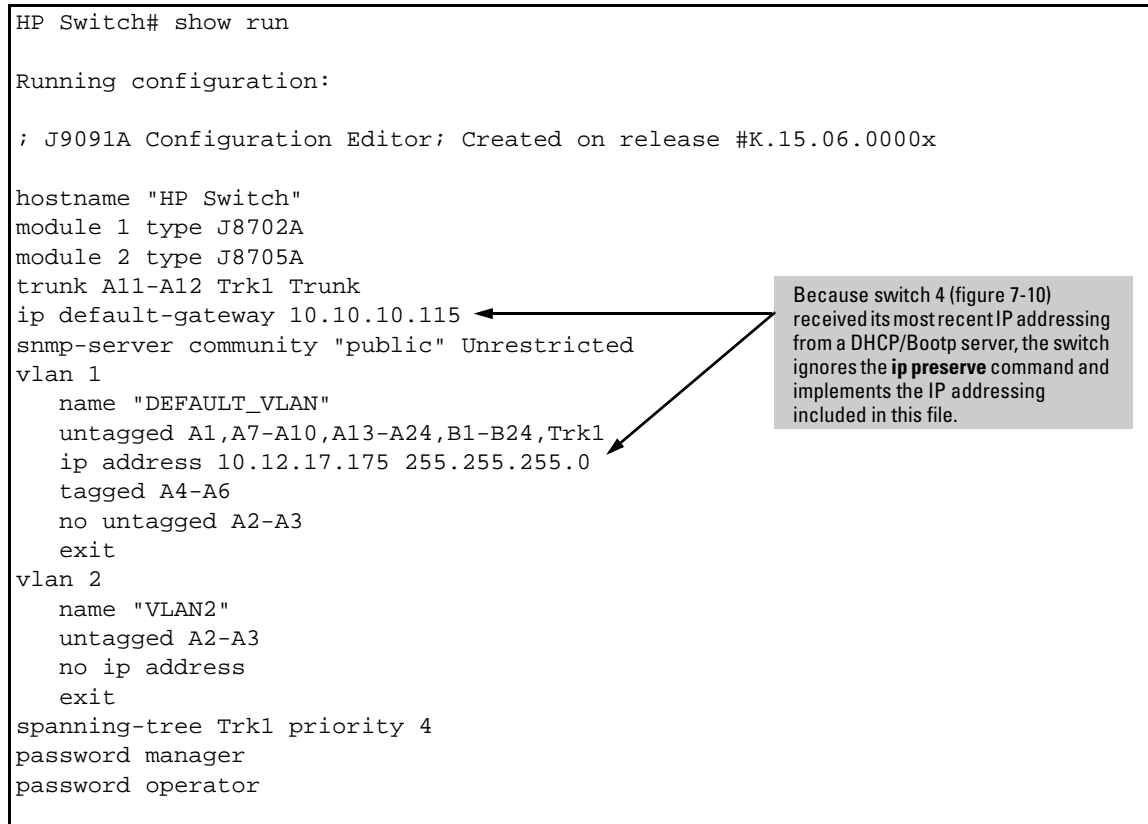 HP Switch# show run
Running configuration:
; J9091A Configuration Editor; Created on release #K.15.06.0000x
hostname "HP Switch"
module 1 type J8702A
module 2 type J8705A
trunk A11-A12 Trk1 Trunk
ip default-gateway 10.10.10.115
snmp-server community "public" Unrestricted
vlan 1
name "DEFAULT_VLAN"
untagged A1,A7-A10,A13-A24,B1-B24,Trk1
ip address 10.12.17.175 255.255.255.0
tagged A4-A6
no untagged A2-A3
exit
vlan 2
name "VLAN2"
untagged A2-A3
no ip address
exit
spanning-tree Trk1 priority 4
password manager
password operator
Because switch 4 (figure 7-10)
received its most recent IP addressing
from a DHCP/Bootp server, the switch
ignores the ip preserve command and
implements the IP addressing
included in this file.